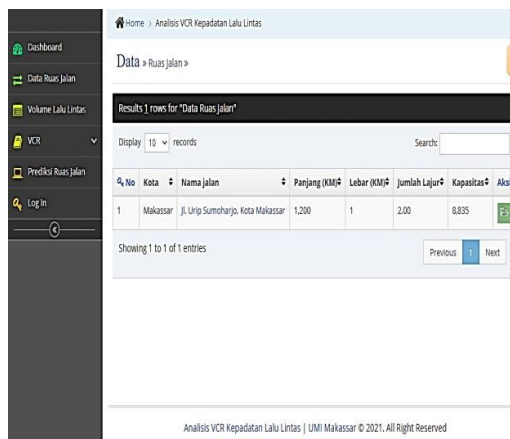 Home > Analisis VCR Kepadatan Lalu Lintas
Dashboard
Data Ruas Jalan
Volume Lalu Lintas
VCR
Prediksi Ruas Jalan
Log In
Data » Ruas Jalan »
Results 1 rows for "Data Ruas Jalan"
Display 10 records
Search:
No Kota Nama jalan Panjang (KM) Lebar (KM) Jumlah Lajur Kapasitas Aksi
1 Makassar Jl. Urip Sumoharjo, Kota Makassar 1,200 1 2.00 8,835
Showing 1 to 1 of 1 entries
Previous 1 Next
Analisis VCR Kepadatan Lalu Lintas | UMI Makassar © 2021. All Right Reserved